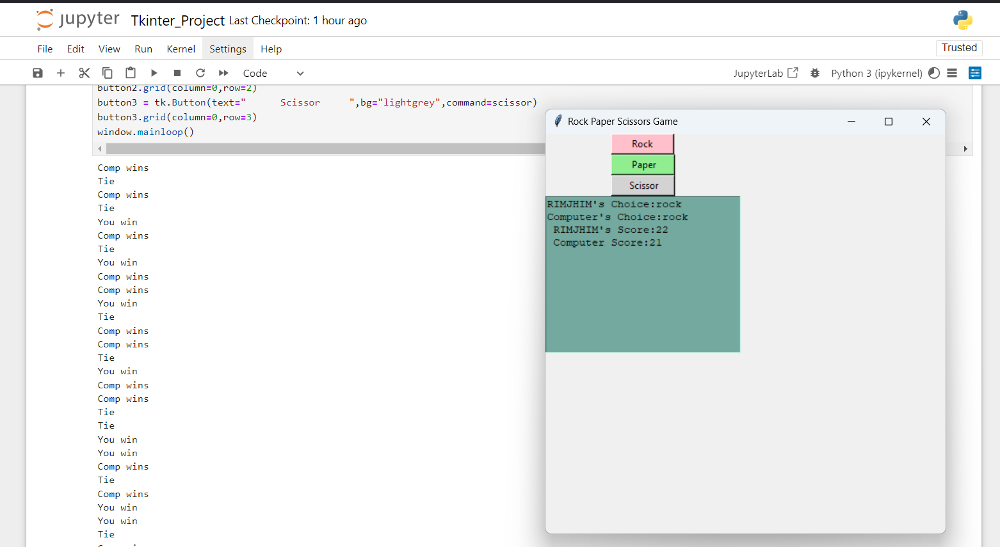 jupyter Tkinter_Project Last Checkpoint: 1 hour ago
File Edit View Run Kernel Settings Help
Trusted
Code
JupyterLab Python 3 (ipykernel)
button2.grid(column=0,row=2)
button3 = tk.Button(text="      Scissor     ",bg="lightgrey",command=scissor)
button3.grid(column=0,row=3)
window.mainloop()
Comp wins
Tie
Comp wins
Tie
You win
Comp wins
Tie
You win
Comp wins
Comp wins
You win
Tie
Comp wins
Comp wins
Tie
You win
Comp wins
Comp wins
Tie
Tie
You win
You win
Comp wins
Tie
Comp wins
You win
You win
Tie
Rock Paper Scissors Game
Rock
Paper
Scissor
RIMJHIM's Choice:rock
Computer's Choice:rock
RIMJHIM's Score:22
Computer Score:21